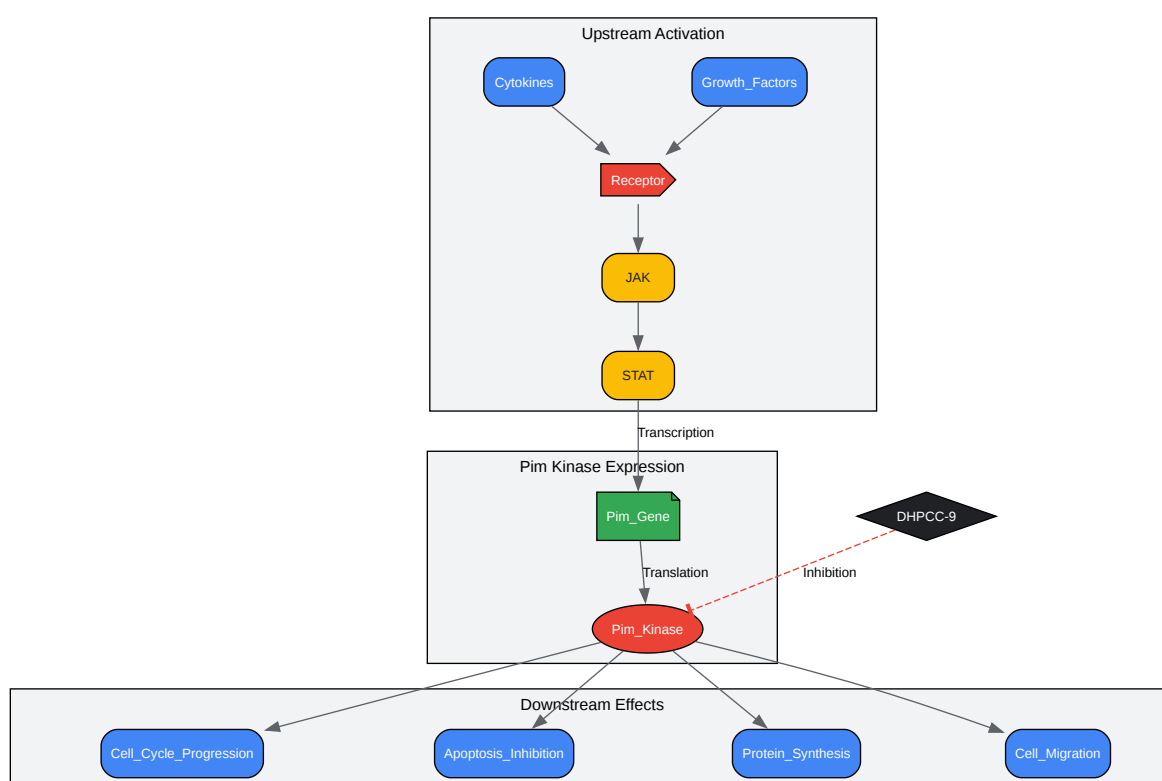 Upstream Activation
Cytokines
Growth_Factors
Receptor
JAK
STAT
Transcription
Pim Kinase Expression
Pim_Gene
DHPCC-9
Translation
Inhibition
Pim_Kinase
Downstream Effects
Cell_Cycle_Progression
Apoptosis_Inhibition
Protein_Synthesis
Cell_Migration